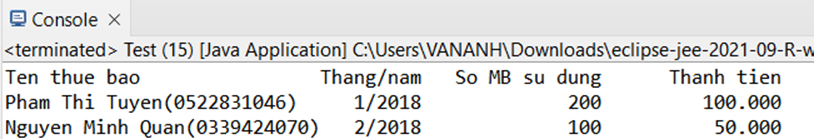 Console
<terminated> Test (15) [Java Application] C:\Users\VANANH\Downloads\eclipse-jee-2021-09-R-w
Ten thue bao Thang/nam So MB su dung Thanh tien
Pham Thi Tuyen(0522831046) 1/2018 200 100.000
Nguyen Minh Quan(0339424070) 2/2018 100 50.000